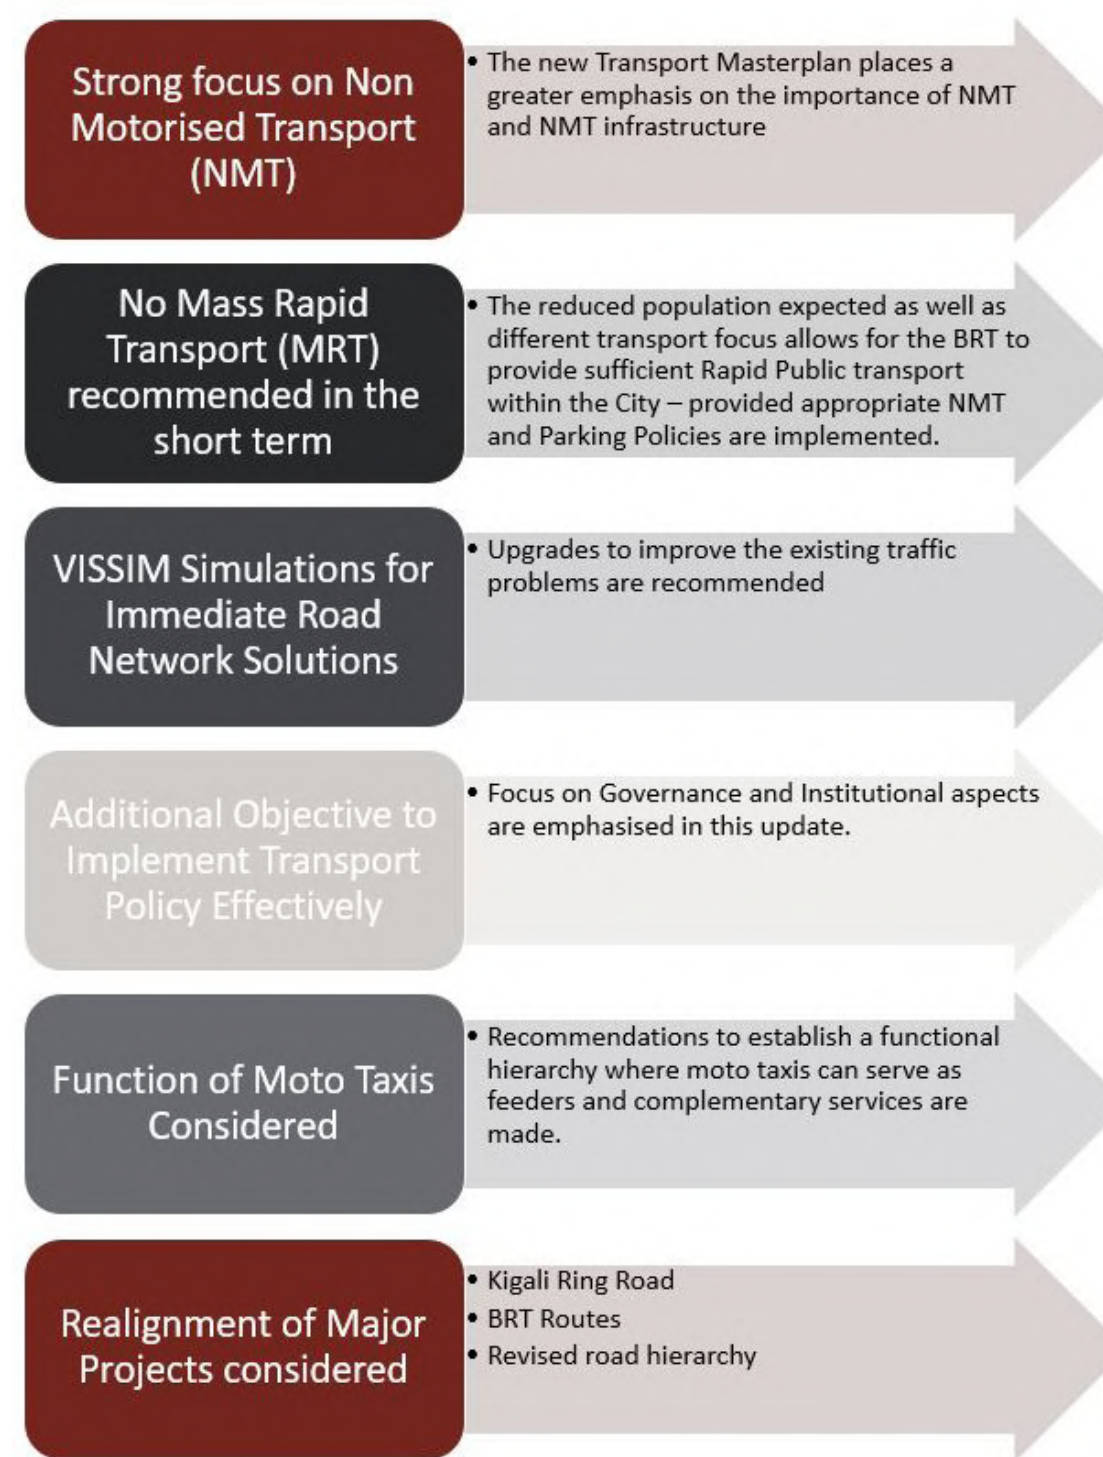 Strong focus on Non
Motorised Transport
(NMT)
• The new Transport Masterplan places a
greater emphasis on the importance of NMT
and NMT infrastructure
No Mass Rapid
Transport (MRT)
recommended in the
short term
• The reduced population expected as well as
different transport focus allows for the BRT to
provide sufficient Rapid Public transport
within the City – provided appropriate NMT
and Parking Policies are implemented.
VISSIM Simulations for
Immediate Road
Network Solutions
• Upgrades to improve the existing traffic
problems are recommended
Additional Objective to
Implement Transport
Policy Effectively
• Focus on Governance and Institutional aspects
are emphasised in this update.
Function of Moto Taxis
Considered
• Recommendations to establish a functional
hierarchy where moto taxis can serve as
feeders and complementary services are
made.
Realignment of Major
Projects considered
• Kigali Ring Road
• BRT Routes
• Revised road hierarchy